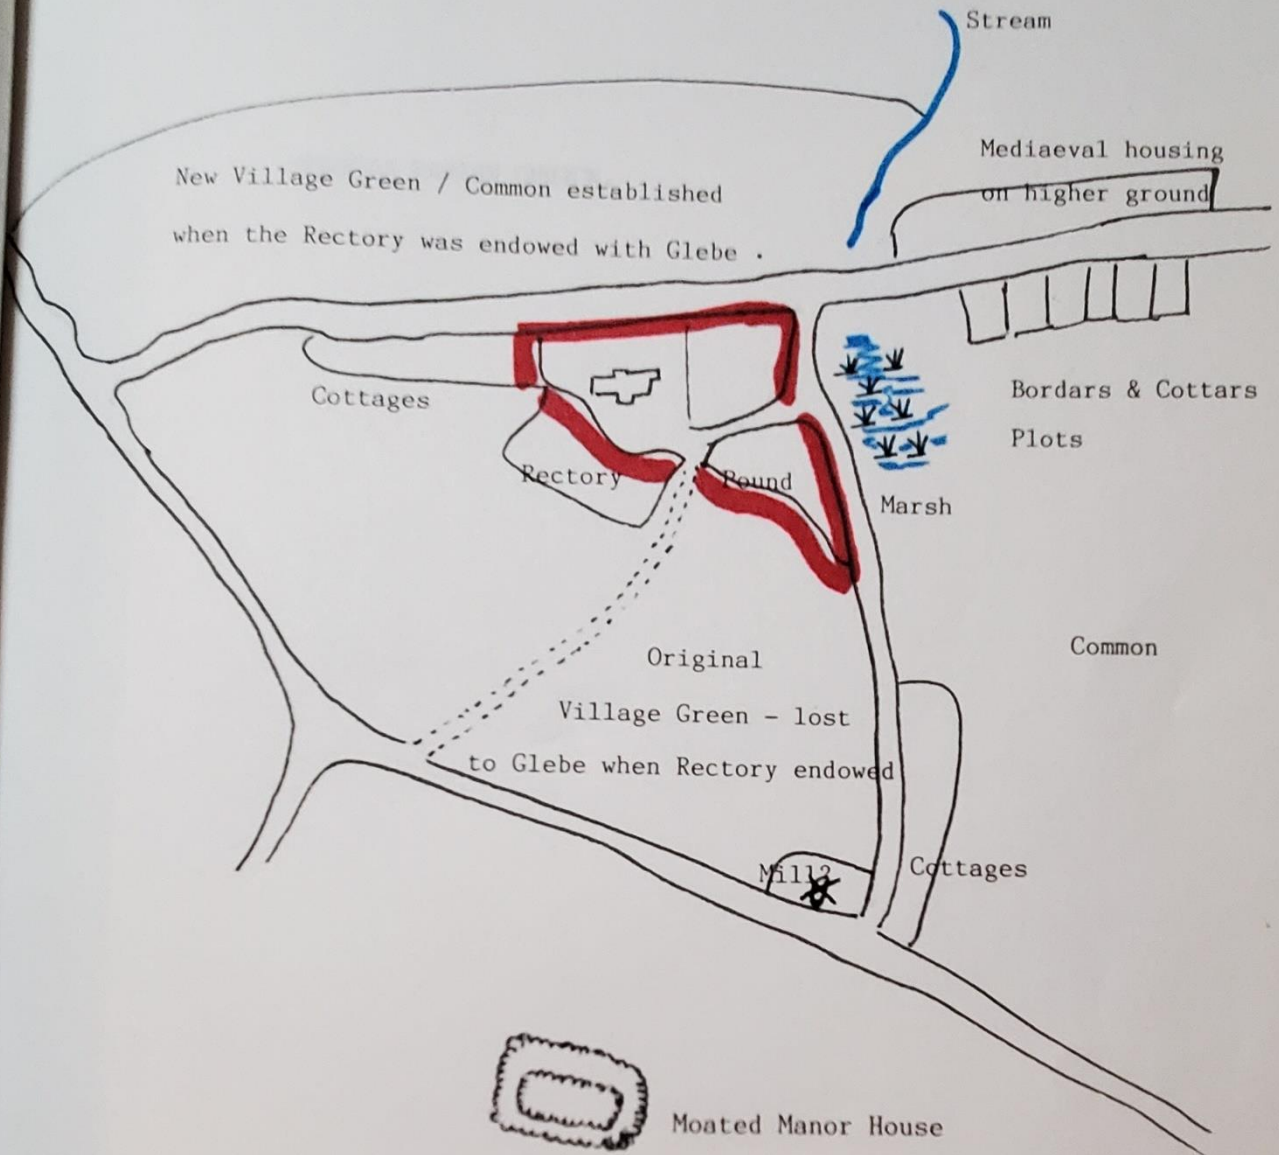 Stream
Mediaeval housing
on higher ground
New Village Green / Common established
when the Rectory was endowed with Glebe .
Cottages
Bordars & Cottars
Plots
Rectory
Pound
Marsh
Original
Village Green - lost
to Glebe when Rectory endowed
Common
Mill?
Cottages
Moated Manor House